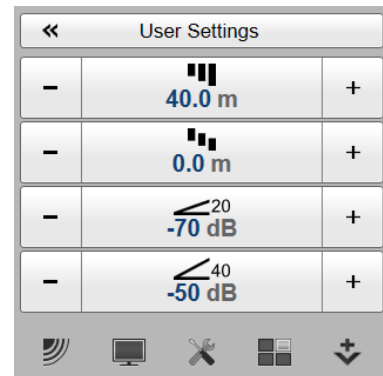 « User Settings
-
40.0 m
+
-
0.0 m
+
-
20
-70 dB
+
-
40
-50 dB
+